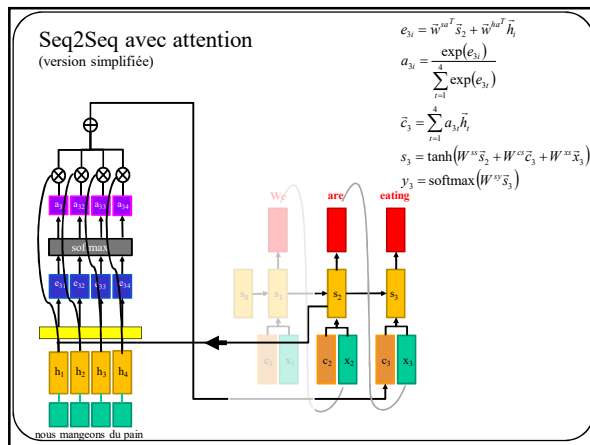 Seq2Seq avec attention
(version simplifiée)
e_{3i} = \vec{w}^{sa^T} \vec{s}_2 + \vec{w}^{ha^T} \vec{h}_i
a_{3i} = \frac{\exp(e_{3i})}{\sum_{t=1}^{4} \exp(e_{3t})}
\vec{c}_3 = \sum_{t=1}^{4} a_{3t} \vec{h}_t
s_3 = \tanh(W^{ss} \vec{s}_2 + W^{cs} \vec{c}_3 + W^{xs} \vec{x}_3)
y_3 = \text{softmax}(W^{sy} \vec{s}_3)
We are eating
a_{31} a_{32} a_{33} a_{34}
softmax
e_{31} e_{32} e_{33} e_{34}
s_0 s_1 s_2 s_3
h_1 h_2 h_3 h_4
c_1 x_1 c_2 x_2 c_3 x_3
nous mangeons du pain